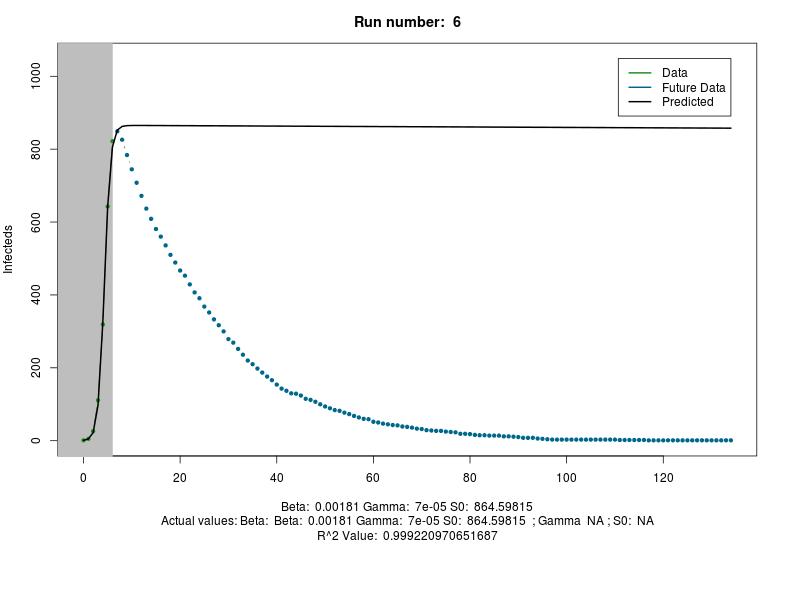 Run number:  6
Data
Future Data
Predicted
Infecteds
1000
800
600
400
200
0
0 20 40 60 80 100 120
Beta:  0.00181 Gamma:  7e-05 S0:  864.59815
Actual values: Beta:  Beta:  0.00181 Gamma:  7e-05 S0:  864.59815  ; Gamma  NA ; S0:  NA
R^2 Value:  0.999220970651687